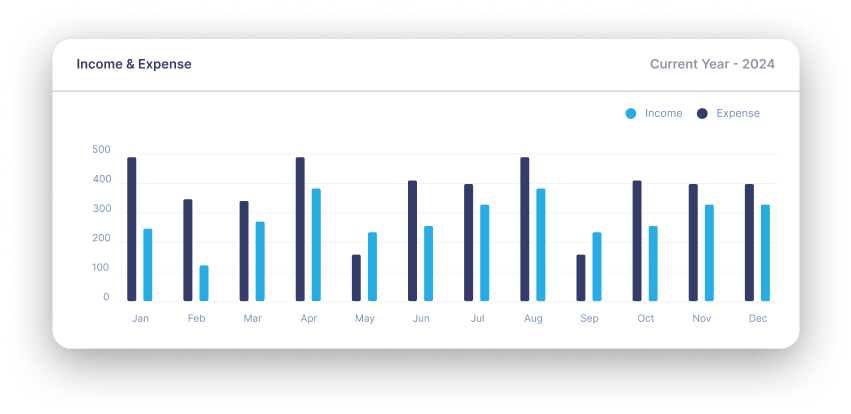 Income & Expense
Current Year - 2024
Income
Expense
500
400
300
200
100
0
Jan Feb Mar Apr May Jun Jul Aug Sep Oct Nov Dec